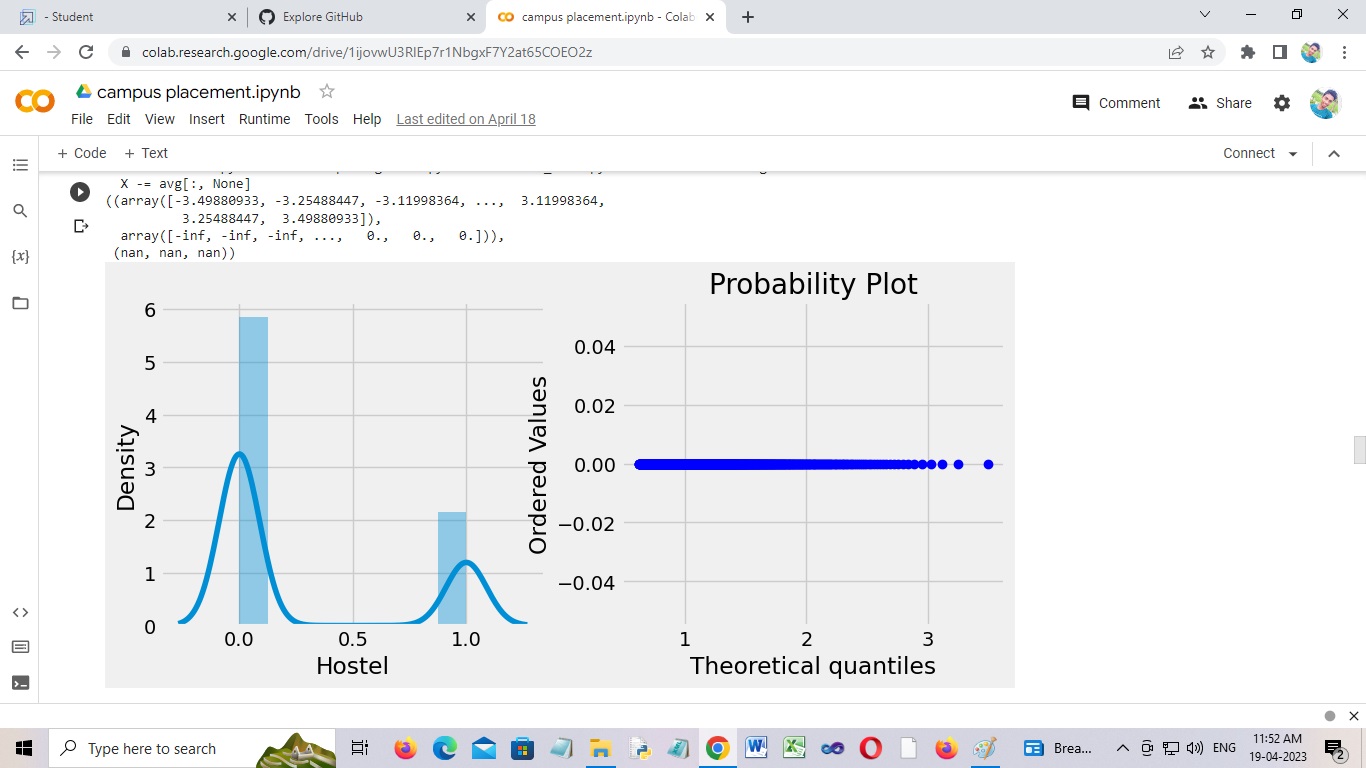 - Student
Explore GitHub
campus placement.ipynb - Colab
colab.research.google.com/drive/1ijovwU3RlEp7r1NbgxF7Y2at65COEO2z
campus placement.ipynb
Comment
Share
File Edit View Insert Runtime Tools Help Last edited on April 18
+ Code + Text
Connect
X -= avg[:, None]
((array([-3.49880933, -3.25488447, -3.11998364, ..., 3.11998364,
3.25488447, 3.49880933]),
array([-inf, -inf, -inf, ..., 0., 0., 0.])),
(nan, nan, nan))
{x}
6
5
4
3
2
1
0
Density
0.0 0.5 1.0
Hostel
Probability Plot
0.04
0.02
0.00
−0.02
−0.04
Ordered Values
1 2 3
Theoretical quantiles
Type here to search
Brea...
ENG
11:52 AM
19-04-2023
2